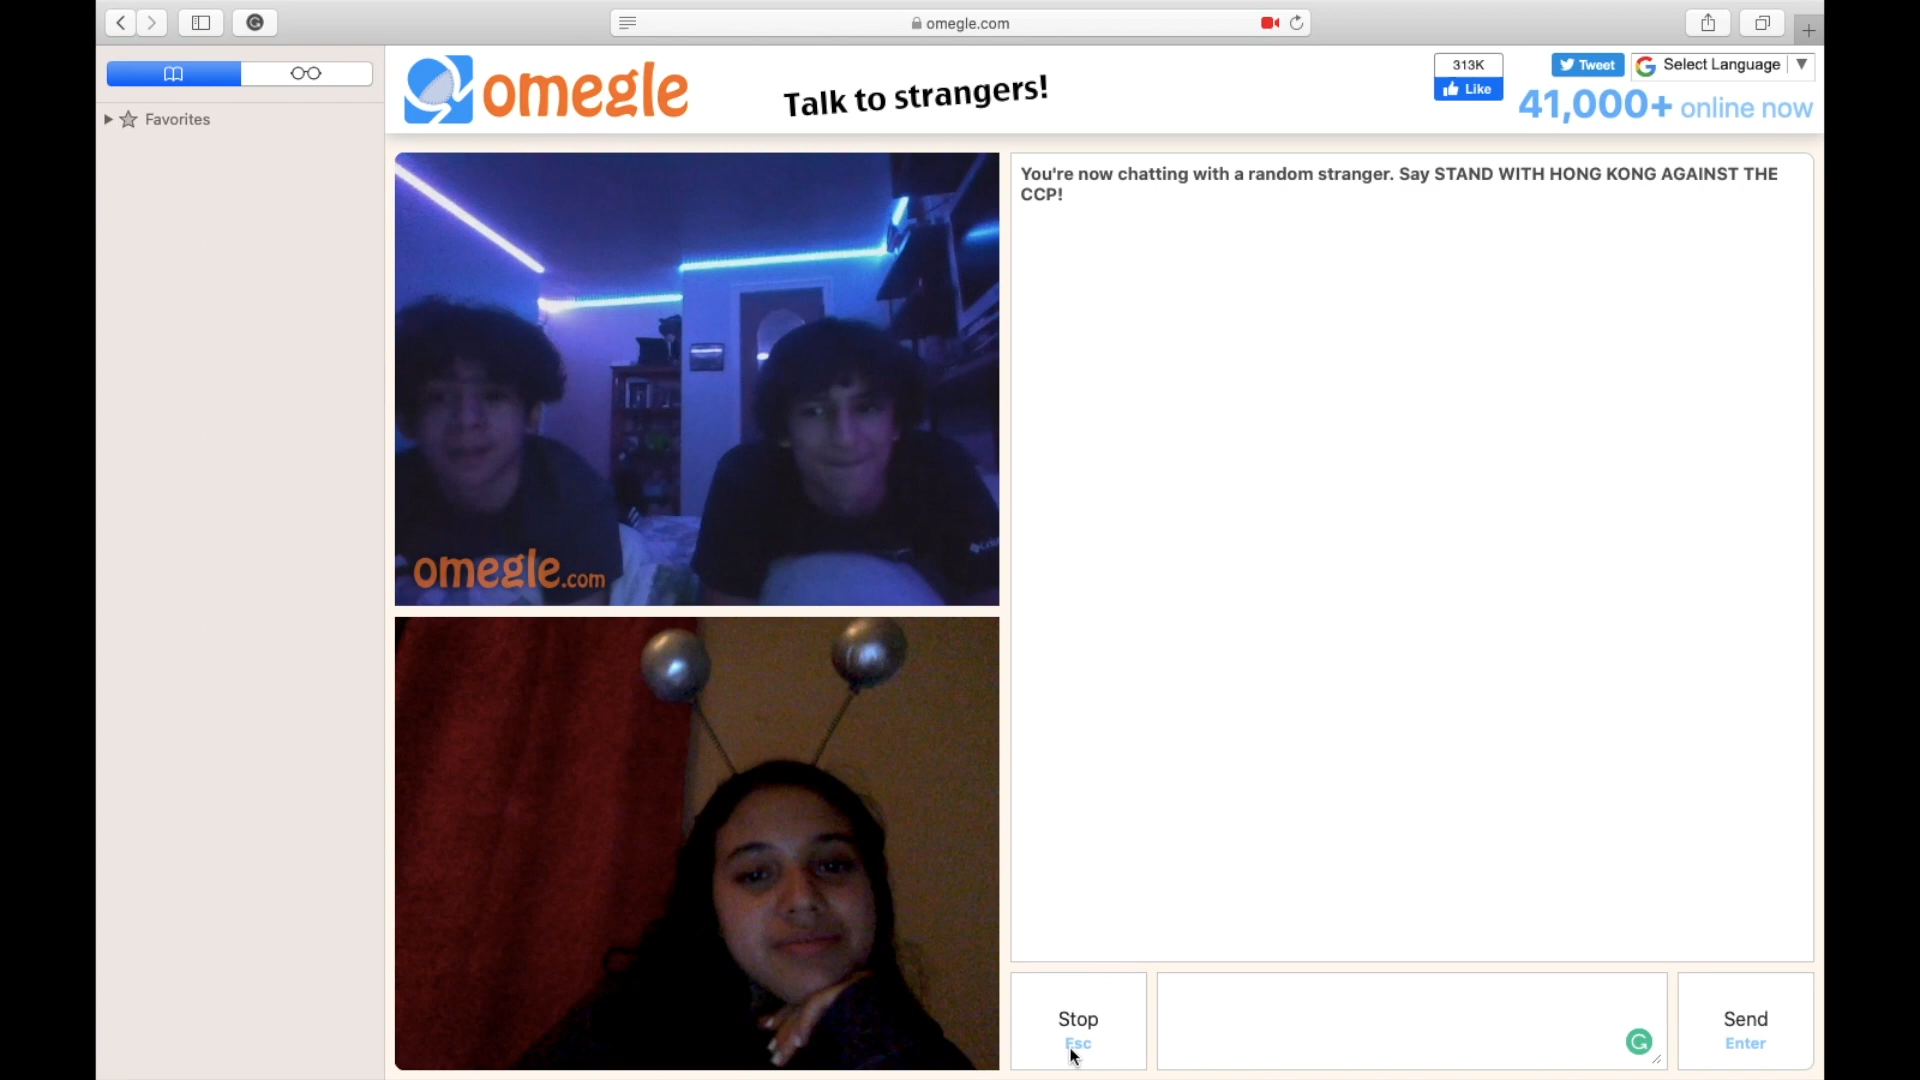 omegle.com
Favorites
omegle
Talk to strangers!
313K
Like
Tweet
Select Language
41,000+ online now
omegle.com
You're now chatting with a random stranger. Say STAND WITH HONG KONG AGAINST THE
CCP!
Stop
Esc
Send
Enter